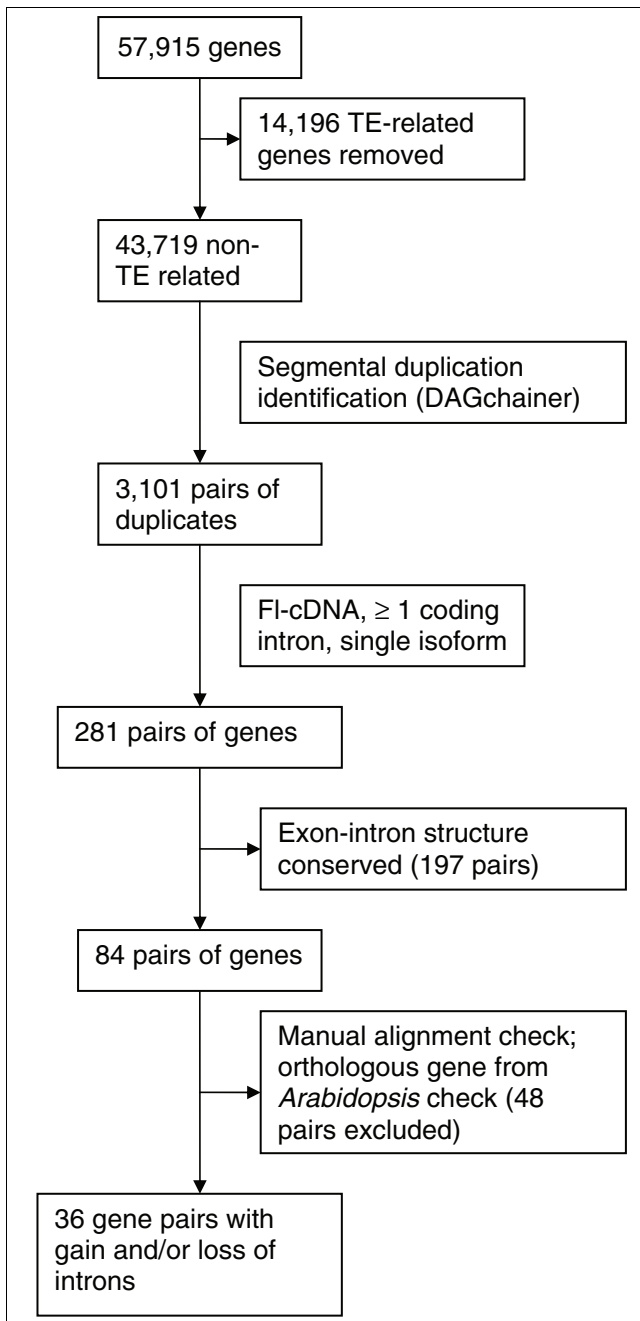 57,915 genes
14,196 TE-related
genes removed
43,719 non-
TE related
Segmental duplication
identification (DAGchainer)
3,101 pairs of
duplicates
Fl-cDNA, ≥ 1 coding
intron, single isoform
281 pairs of genes
Exon-intron structure
conserved (197 pairs)
84 pairs of genes
Manual alignment check;
orthologous gene from
Arabidopsis check (48
pairs excluded)
36 gene pairs with
gain and/or loss of
introns